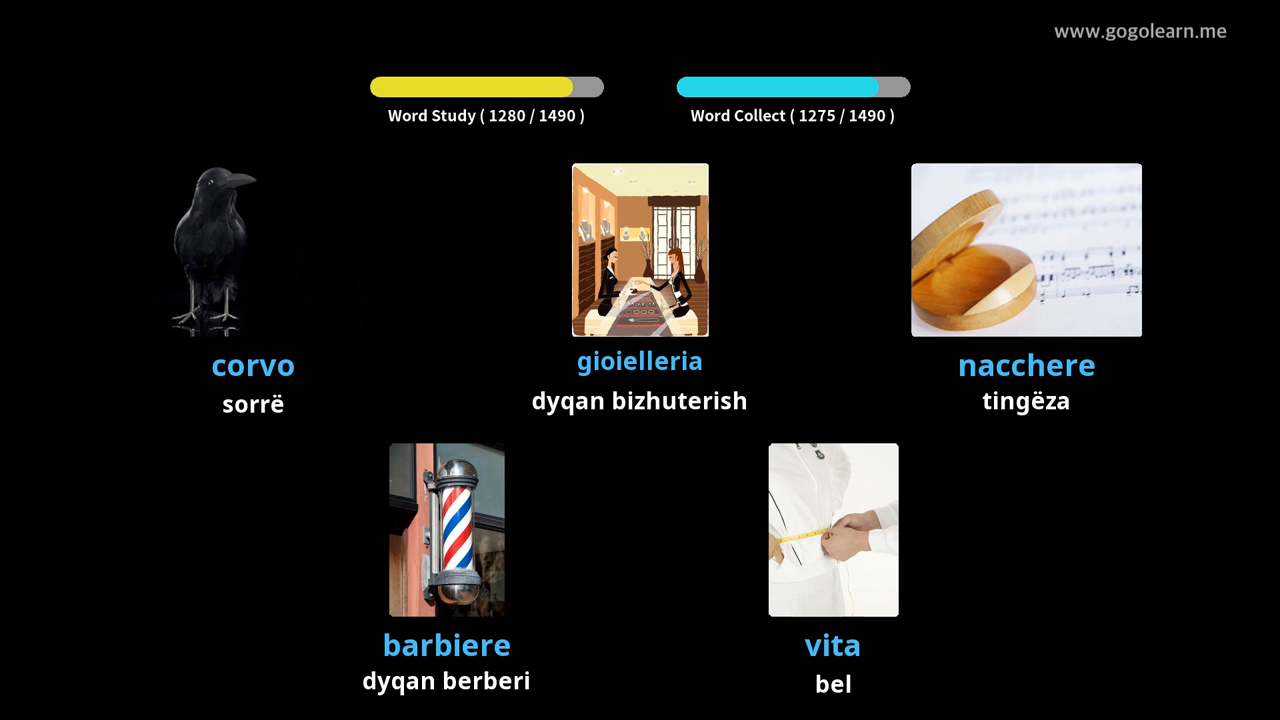 www.gogolearn.me
Word Study ( 1280 / 1490 )
Word Collect ( 1275 / 1490 )
corvo
sorrë
gioielleria
dyqan bizhuterish
nacchere
tingëza
barbiere
dyqan berberi
vita
bel